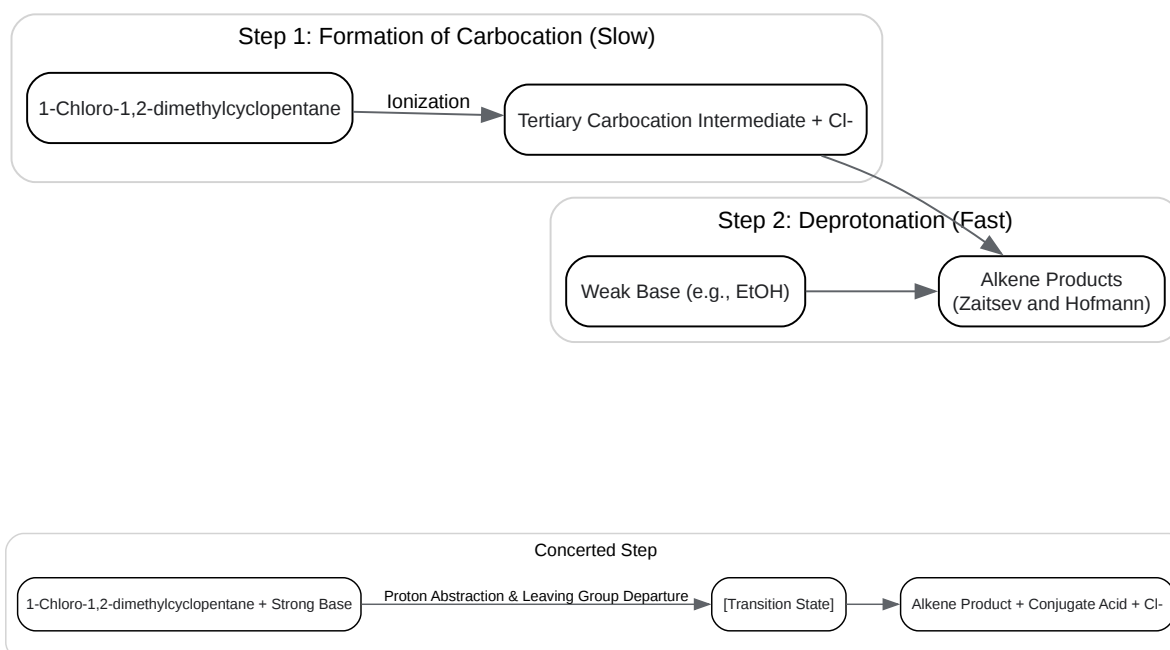 Step 1: Formation of Carbocation (Slow)
1-Chloro-1,2-dimethylcyclopentane
Ionization
Tertiary Carbocation Intermediate + Cl-
Step 2: Deprotonation (Fast)
Weak Base (e.g., EtOH)
Alkene Products
(Zaitsev and Hofmann)
Concerted Step
1-Chloro-1,2-dimethylcyclopentane + Strong Base
Proton Abstraction & Leaving Group Departure
[Transition State]
Alkene Product + Conjugate Acid + Cl-